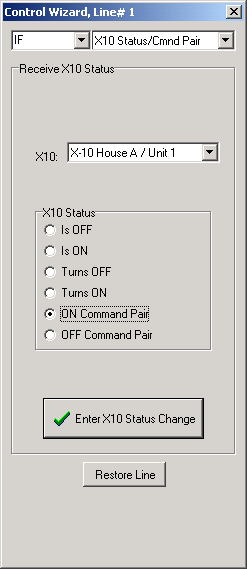 Control Wizard, Line# 1
IF X10 Status/Cmnd Pair
Receive X10 Status
X10: X-10 House A / Unit 1
X10 Status
Is OFF
Is ON
Turns OFF
Turns ON
ON Command Pair
OFF Command Pair
Enter X10 Status Change
Restore Line